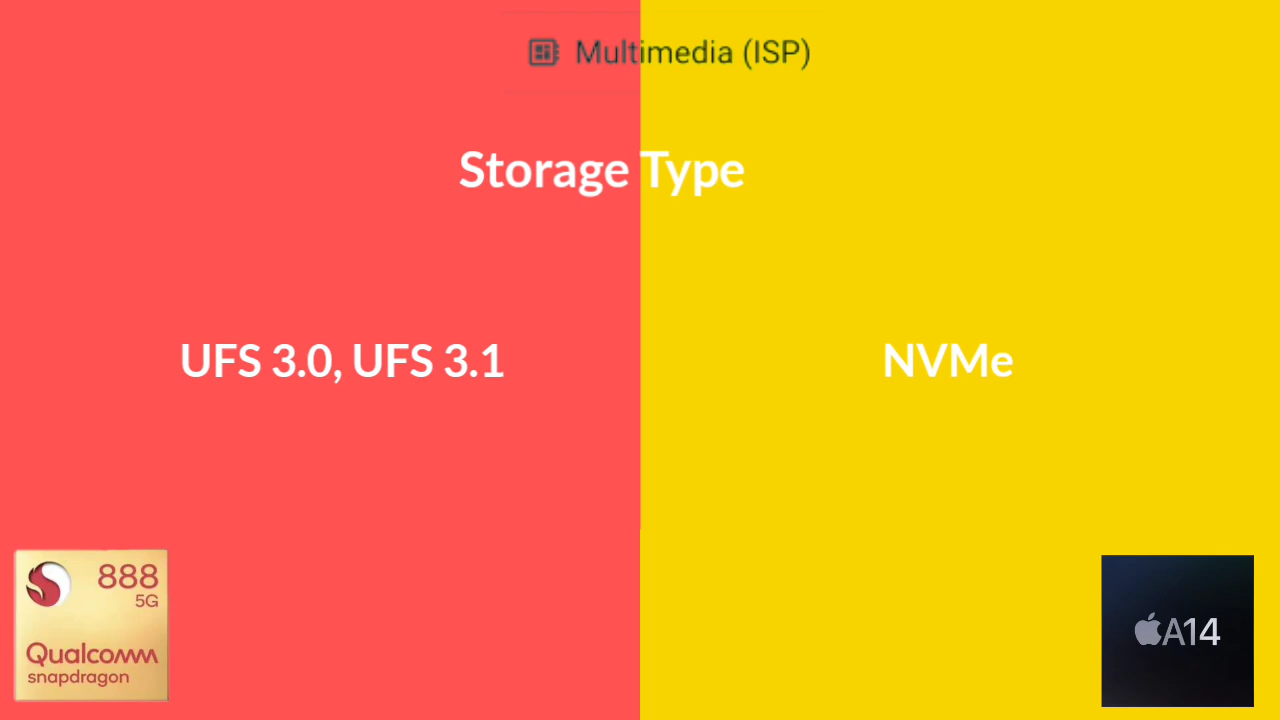 Multimedia (ISP)
Storage Type
UFS 3.0, UFS 3.1
NVMe
888
5G
Qualcomm
snapdragon
A14